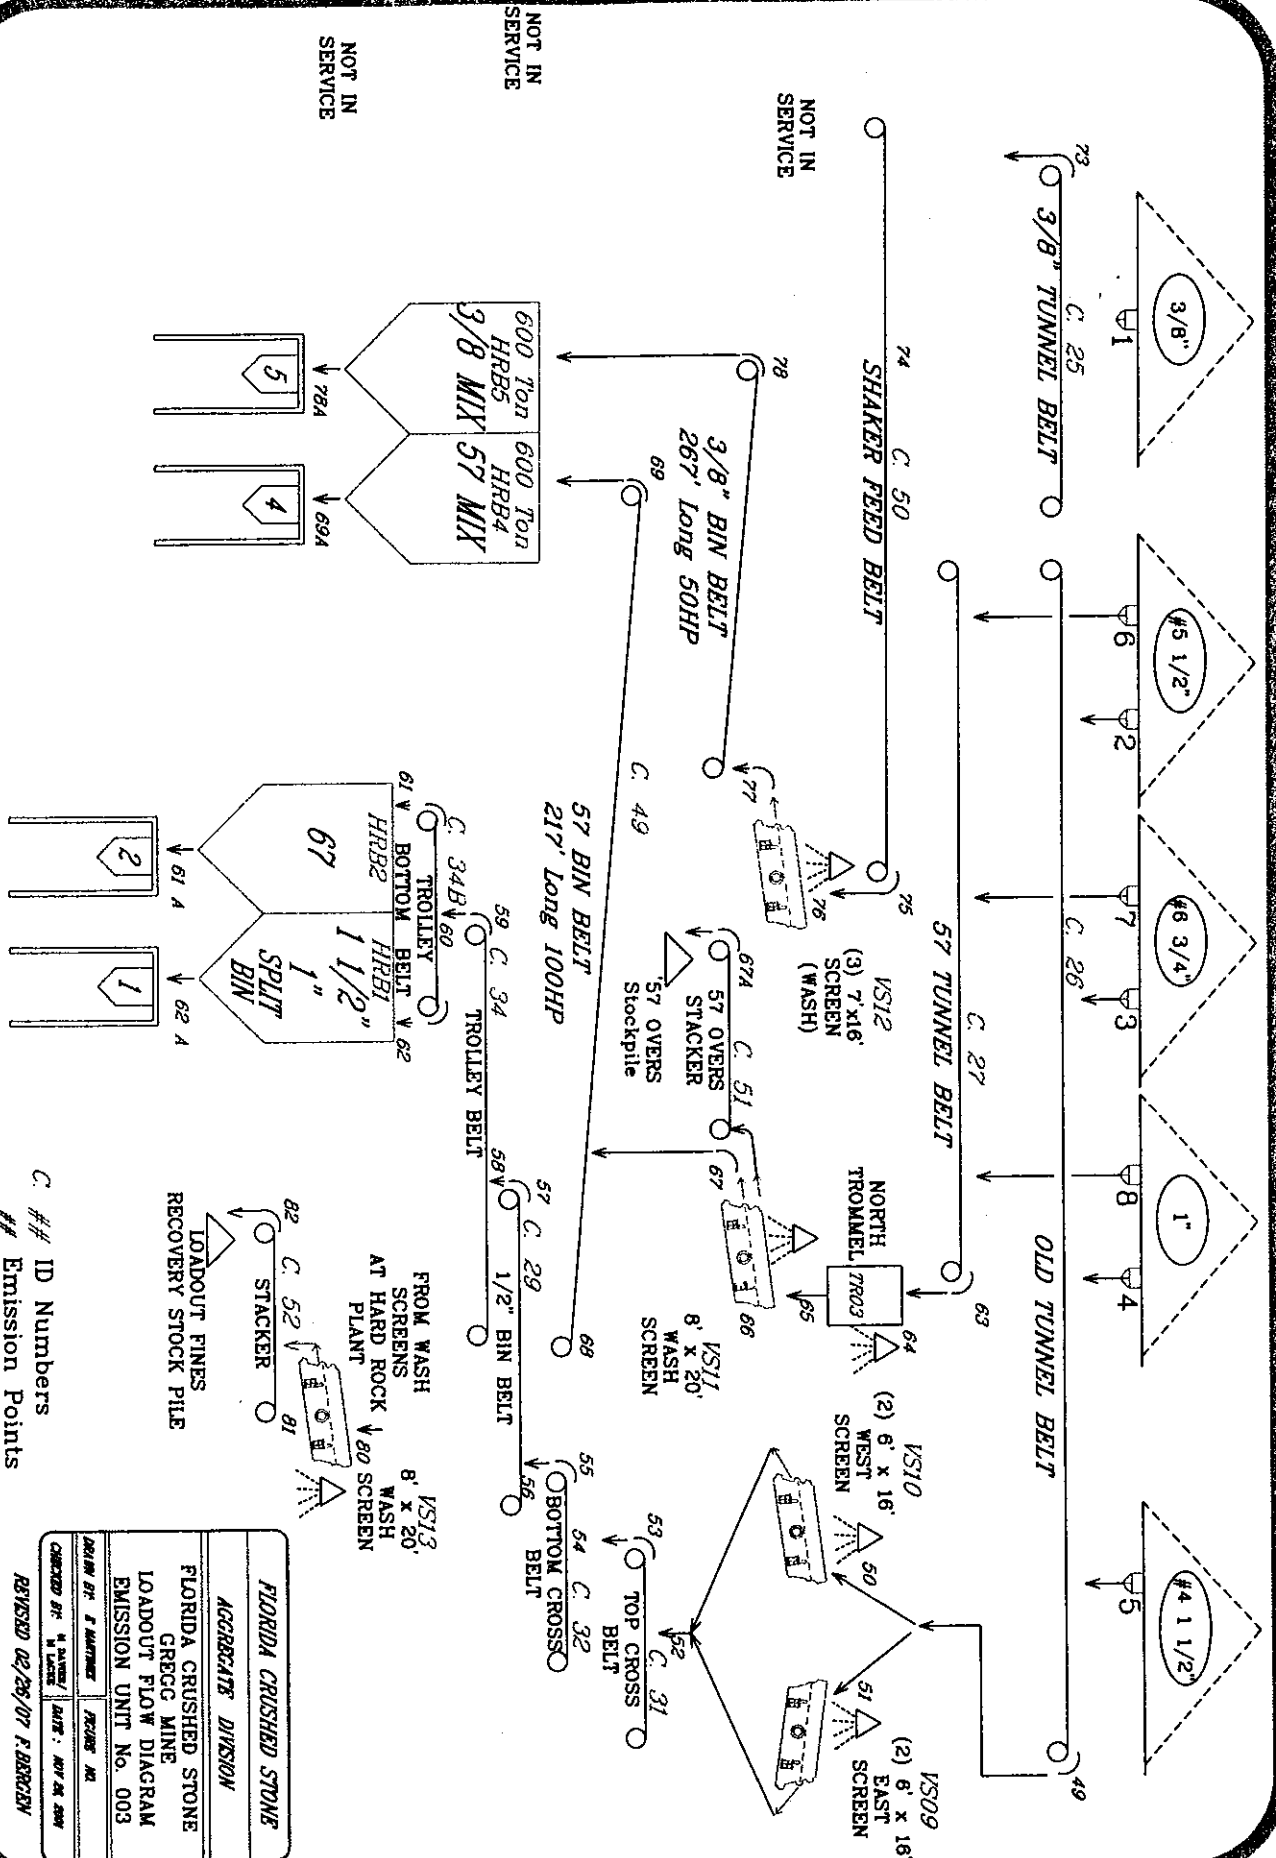 3/8"
#5 1/2"
#6 3/4"
1"
#4 1 1/2"
1
6
2
7
3
8
4
5
73
C. 25
3/8" TUNNEL BELT
C. 26
OLD TUNNEL BELT
49
C. 27
57 TUNNEL BELT
63
74
C. 50
SHAKER FEED BELT
75
NOT IN
SERVICE
NOT IN
SERVICE
NOT IN
SERVICE
VS12
(3) 7'x16'
SCREEN
(WASH)
76
77
NORTH
TROMMEL
TR03
64
65
VS10
(2) 6' x 16'
WEST
SCREEN
50
VS09
(2) 6' x 16'
EAST
SCREEN
51
52
78
3/8" BIN BELT
267' Long 50HP
67A
C. 51
57 OVERS
STACKER
57 OVERS
Stockpile
67
66
VS11
8' x 20'
WASH
SCREEN
69
C. 49
57 BIN BELT
217' Long 100HP
68
53
C. 31
TOP CROSS
BELT
54
C. 32
55
BOTTOM CROSS
BELT
56
57
C. 29
1/2" BIN BELT
58
59
C. 34
TROLLEY BELT
60
C. 34B
TROLLEY
BOTTOM BELT
61
62
600 Ton
HRB5
3/8 MIX
600 Ton
HRB4
57 MIX
78A
69A
5
4
HRB2
67
HRB1
1 1/2"
1"
SPLIT
BIN
61 A
62 A
2
1
FROM WASH
SCREENS
AT HARD ROCK
PLANT
80
VS13
8' x 20'
WASH
SCREEN
81
82
C. 52
STACKER
LOADOUT FINES
RECOVERY STOCK PILE
C. ## ID Numbers
## Emission Points
FLORIDA CRUSHED STONE
AGGREGATE DIVISION
FLORIDA CRUSHED STONE
GREGG MINE
LOADOUT FLOW DIAGRAM
EMISSION UNIT No. 003
DRAWN BY: E MARTINEZ
FIGURE NO.
CHECKED BY:
DATE:
REVISED 02/26/07 F.BERGEN